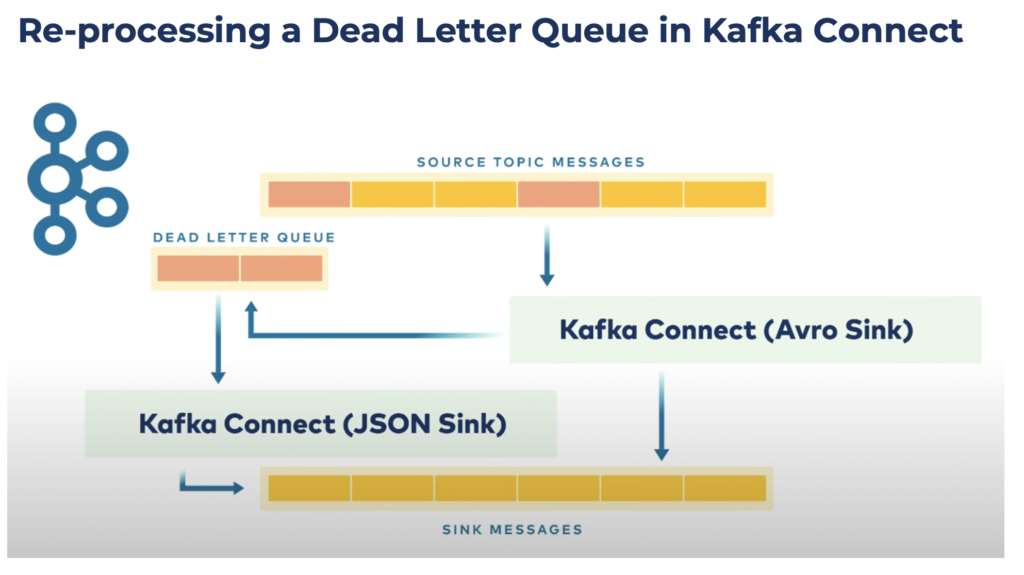 Re-processing a Dead Letter Queue in Kafka Connect
SOURCE TOPIC MESSAGES
DEAD LETTER QUEUE
Kafka Connect (Avro Sink)
Kafka Connect (JSON Sink)
SINK MESSAGES